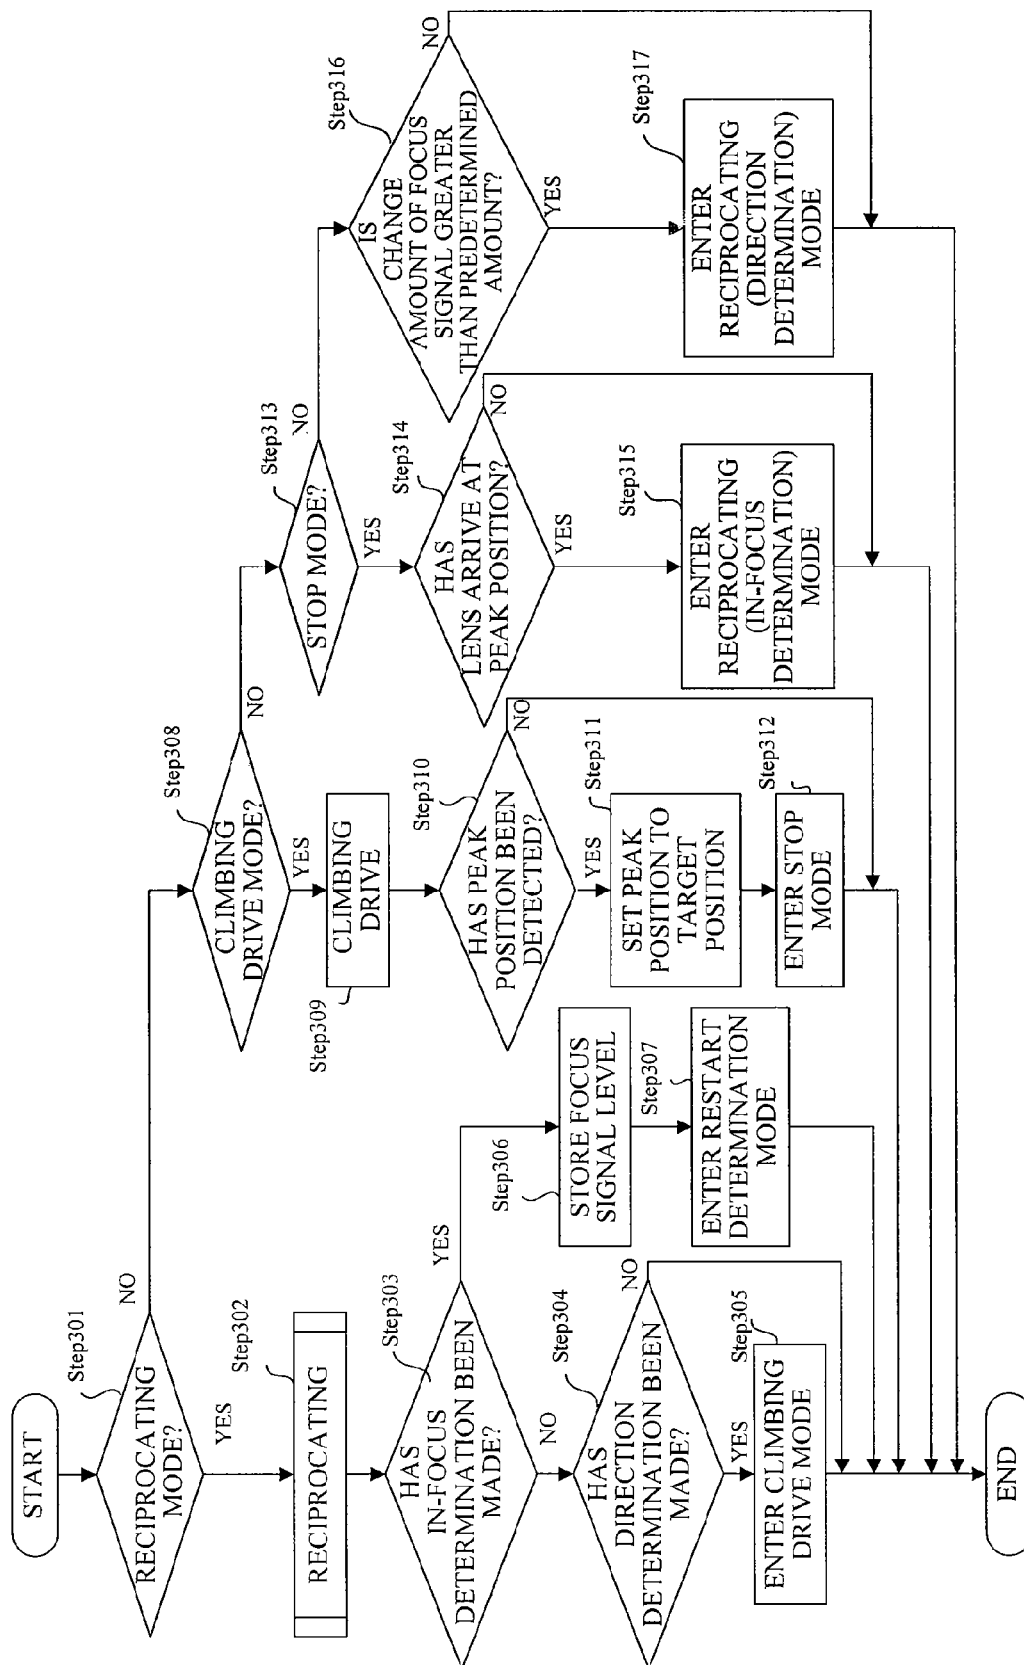 START
Step301
RECIPROCATING
MODE?
NO
YES
Step302
RECIPROCATING
Step303
HAS
IN-FOCUS
DETERMINATION BEEN
MADE?
YES
NO
Step304
HAS
DIRECTION
DETERMINATION BEEN
MADE?
NO
YES
Step305
ENTER CLIMBING
DRIVE MODE
Step306
STORE FOCUS
SIGNAL LEVEL
Step307
ENTER RESTART
DETERMINATION
MODE
Step308
CLIMBING
DRIVE MODE?
NO
YES
Step309
CLIMBING
DRIVE
Step310
HAS PEAK
POSITION BEEN
DETECTED?
NO
YES
Step311
SET PEAK
POSITION TO
TARGET
POSITION
Step312
ENTER STOP
MODE
Step313
STOP MODE?
NO
YES
Step314
HAS
LENS ARRIVE AT
PEAK POSITION?
NO
YES
Step315
ENTER
RECIPROCATING
(IN-FOCUS
DETERMINATION)
MODE
Step316
IS
CHANGE
AMOUNT OF FOCUS
SIGNAL GREATER
THAN PREDETERMINED
AMOUNT?
NO
YES
Step317
ENTER
RECIPROCATING
(DIRECTION
DETERMINATION)
MODE
END